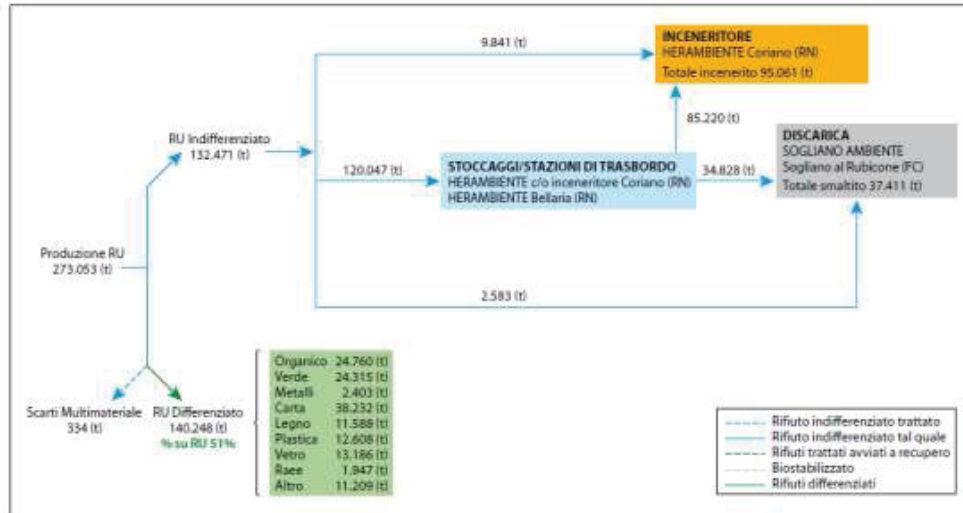 9.841 (t)
INCENERITORE
HERAMBIENTE Coriano (RN)
Totale incenerito 95.061 (t)
85.220 (t)
RU Indifferenziato
132.471 (t)
120.047 (t)
STOCCAGGI/STAZIONI DI TRASBORDO
HERAMBIENTE c/o inceneritore Coriano (RN)
HERAMBIENTE Bellaria (RN)
34.828 (t)
DISCARICA
SOGLIANO AMBIENTE
Sogliano al Rubicone (FC)
Totale smaltito 37.411 (t)
Produzione RU
273.053 (t)
2.583 (t)
Scarti Multimateriale
334 (t)
RU Differenziato
140.248 (t)
% su RU 51%
Organico 24.760 (t)
Verde 24.315 (t)
Metalli 2.403 (t)
Carta 38.232 (t)
Legno 11.588 (t)
Plastica 12.608 (t)
Vetro 13.186 (t)
Raee 1.947 (t)
Altro 11.209 (t)
Rifiuto indifferenziato trattato
Rifiuto indifferenziato tal quale
Rifiuti trattati avviati a recupero
Biostabilizzato
Rifiuti differenziati